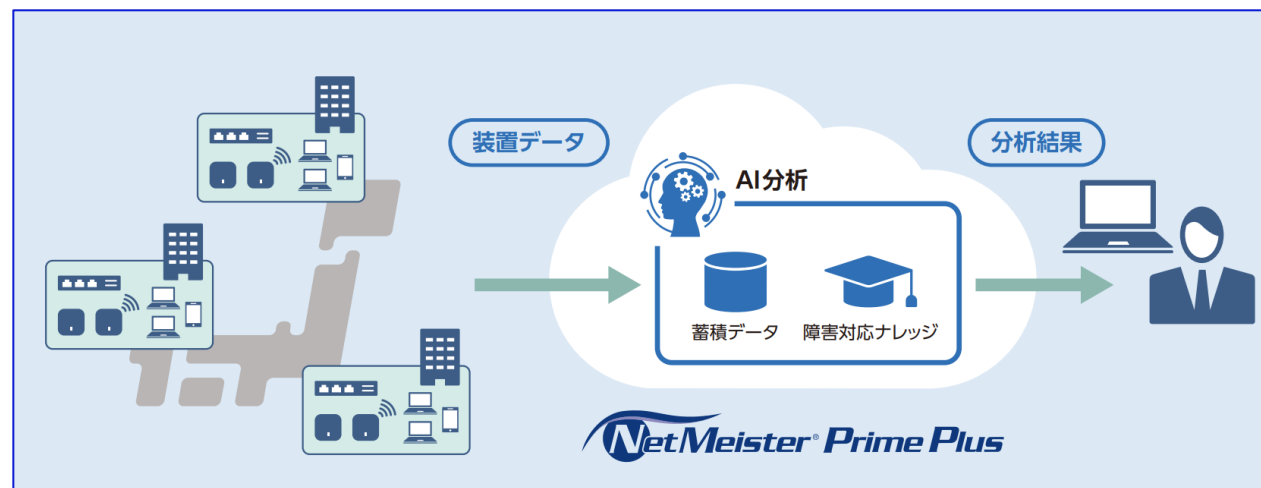 装置データ
AI分析
蓄積データ
障害対応ナレッジ
分析結果
NetMeister® Prime Plus